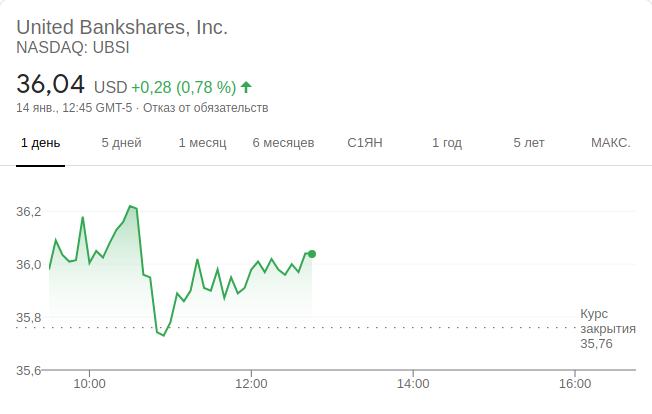 United Bankshares, Inc.
NASDAQ: UBSI
36,04 USD +0,28 (0,78 %)
14 янв., 12:45 GMT-5 · Отказ от обязательств
1 день 5 дней 1 месяц 6 месяцев С1ЯН 1 год 5 лет МАКС.
36,2
36,0
35,8
Курс
закрытия
35,76
35,6
10:00 12:00 14:00 16:00